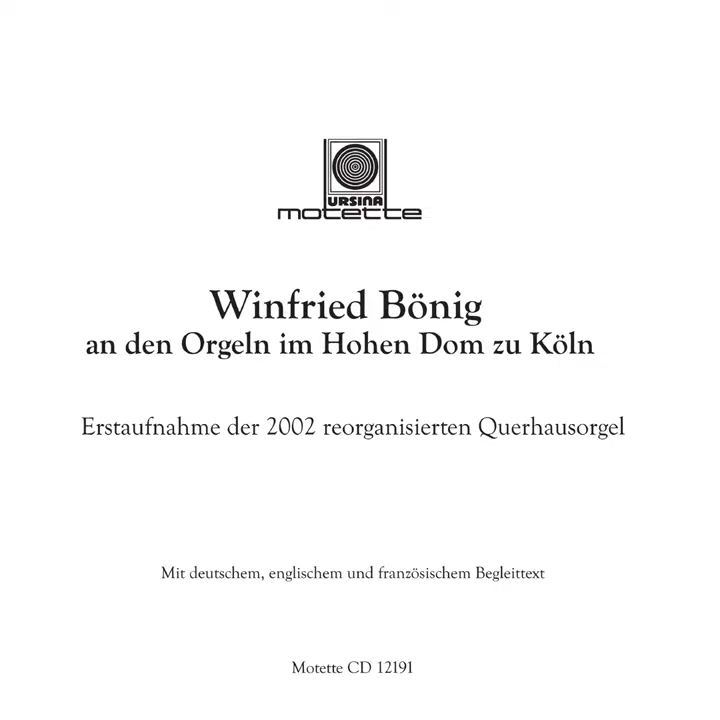 URSINA
motette
Winfried Bönig
an den Orgeln im Hohen Dom zu Köln
Erstaufnahme der 2002 reorganisierten Querhausorgel
Mit deutschem, englischem und französischem Begleittext
Motette CD 12191